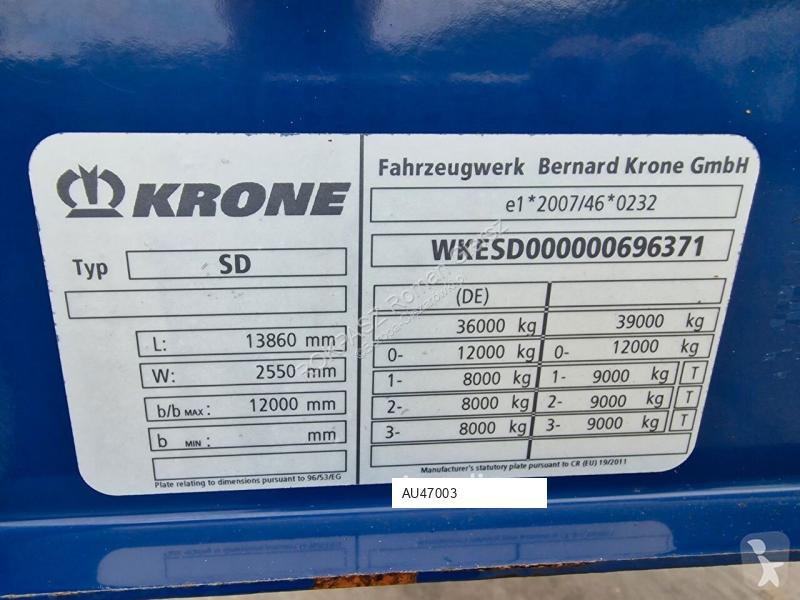 KRONE
Typ SD
L: 13860 mm
W: 2550 mm
b/b MAX: 12000 mm
b MIN: mm
Plate relating to dimensions pursuant to 96/53/EG
Fahrzeugwerk Bernard Krone GmbH
e1*2007/46*0232
WKESD000000696371
(DE)
36000 kg 39000 kg
0- 12000 kg 0- 12000 kg
1- 8000 kg 1- 9000 kg T
2- 8000 kg 2- 9000 kg T
3- 8000 kg 3- 9000 kg T
Manufacturer's statutory plate pursuant to CR (EU) 19/2011
AU47003